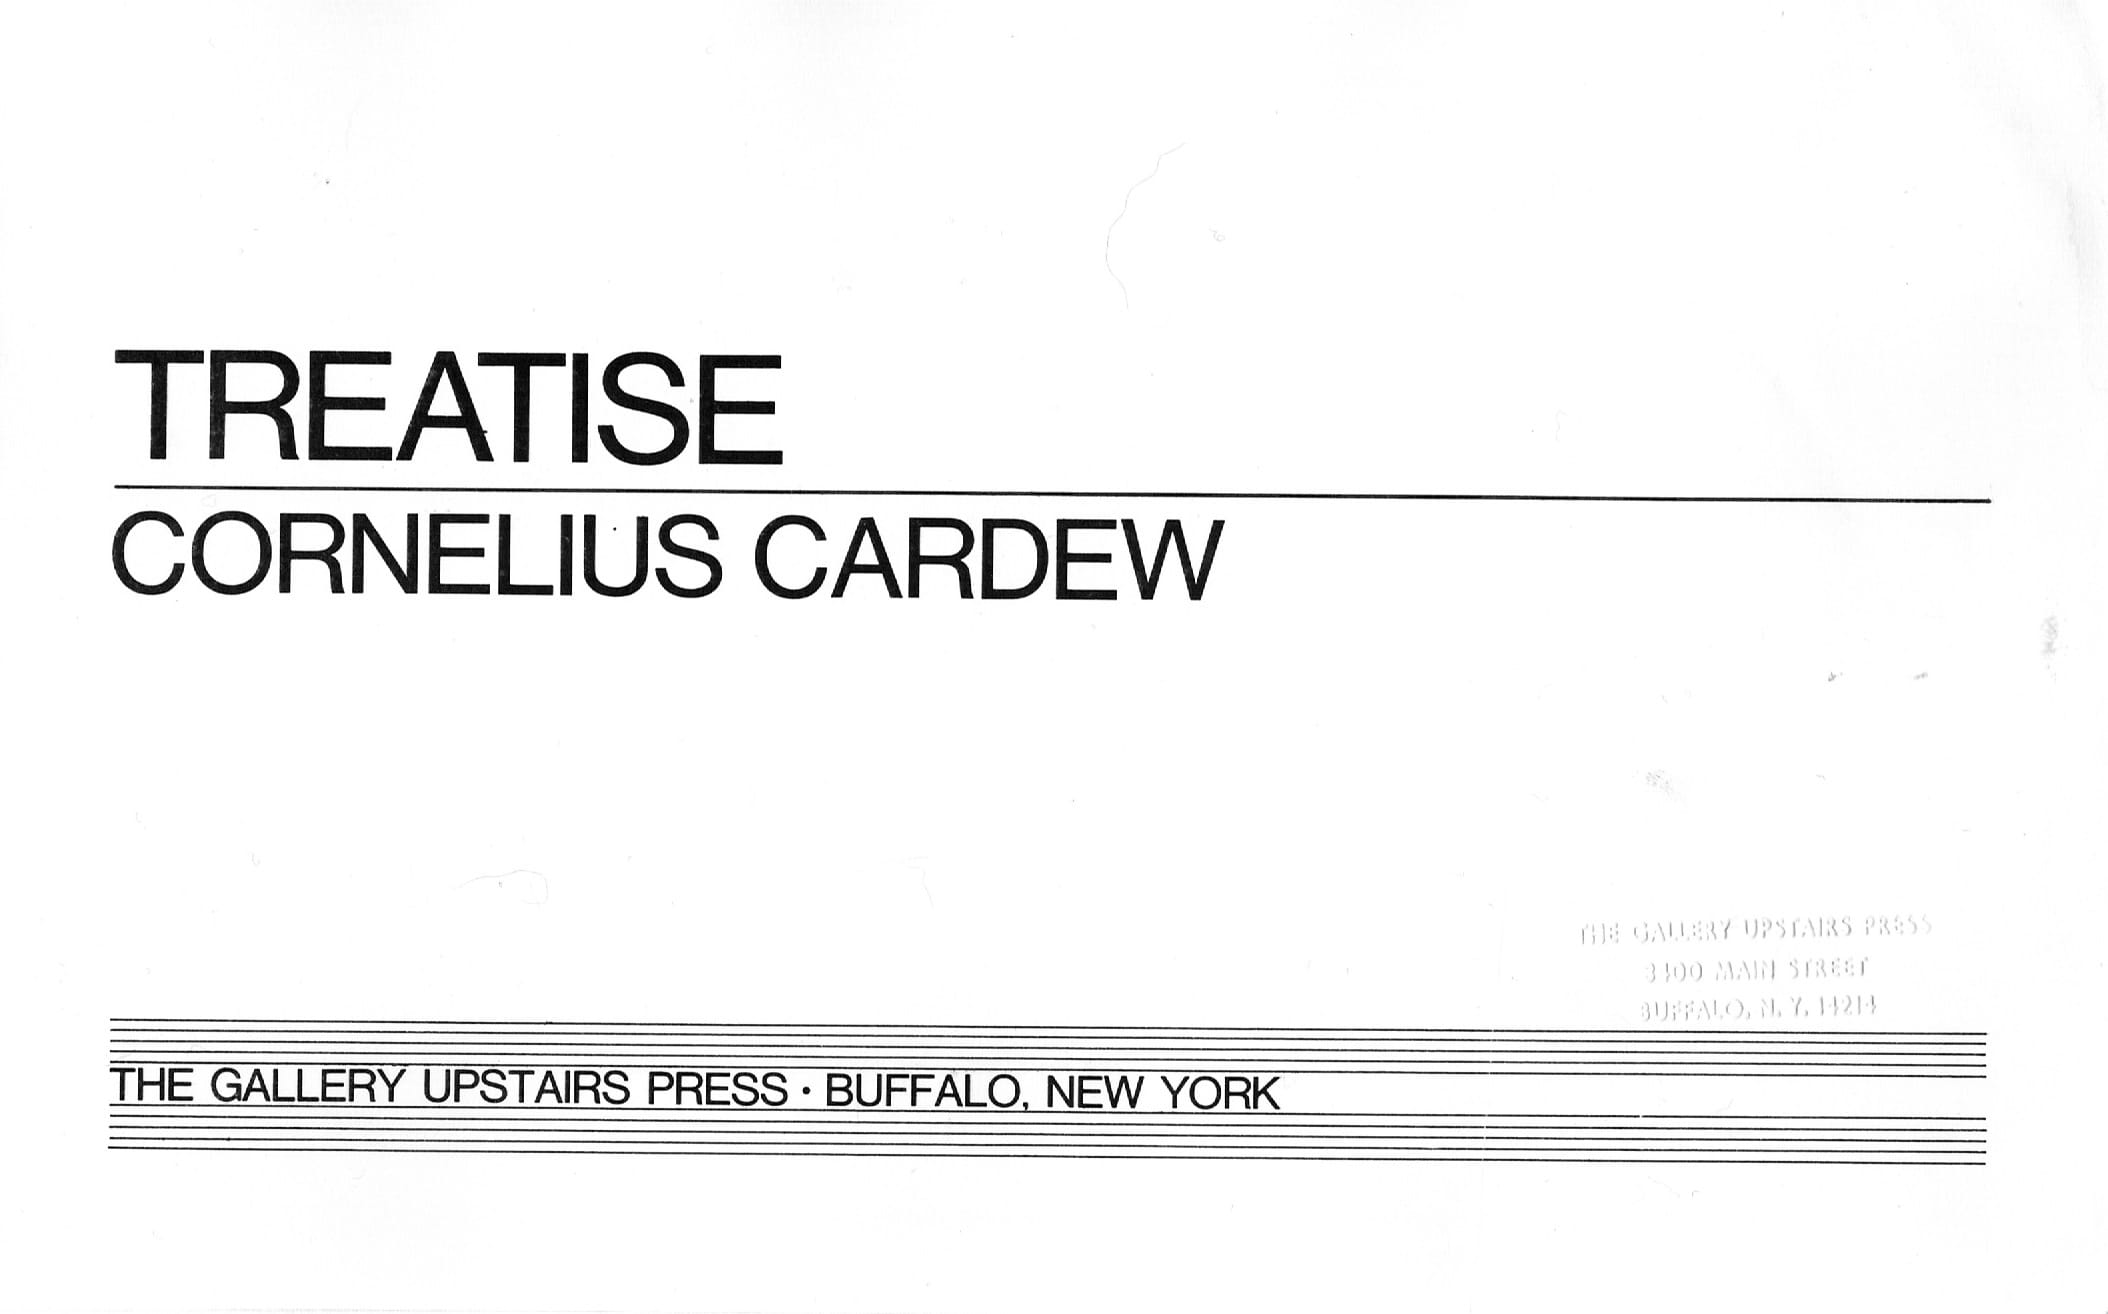 TREATISE
CORNELIUS CARDEW
THE GALLERY UPSTAIRS PRESS
3400 MAIN STREET
BUFFALO, N. Y. 14214
THE GALLERY UPSTAIRS PRESS · BUFFALO, NEW YORK